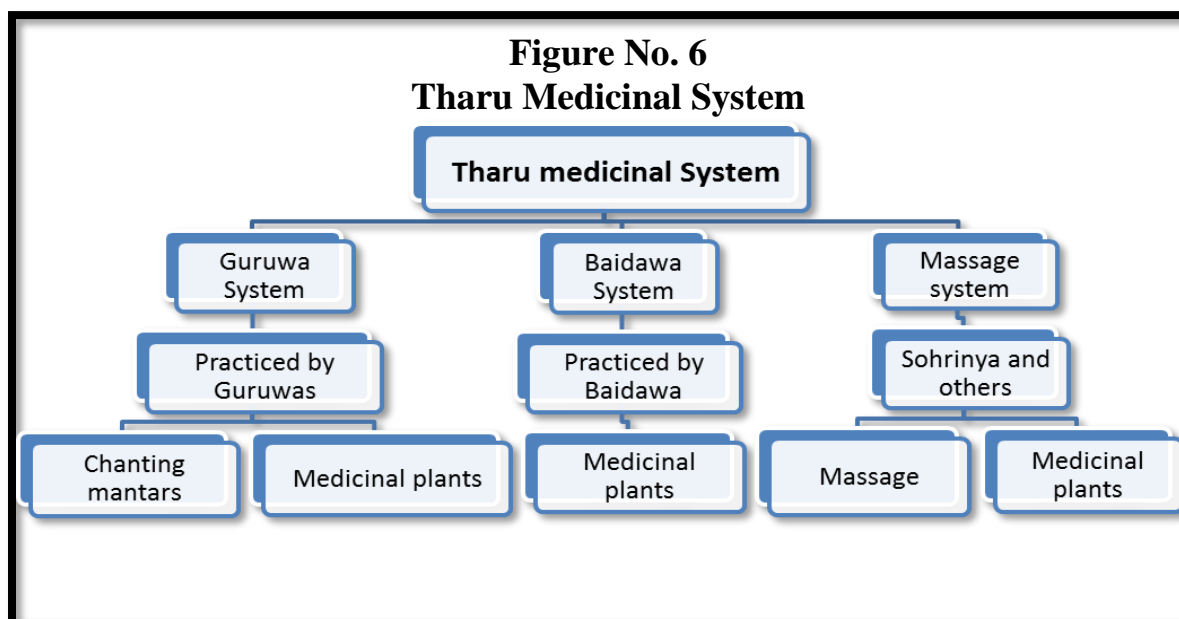 Figure No. 6
Tharu Medicinal System
Tharu medicinal System
Guruwa
System
Baidawa
System
Massage
system
Practiced by
Guruwas
Practiced by
Baidawa
Sohrinya and
others
Chanting
mantars
Medicinal plants
Medicinal
plants
Massage
Medicinal
plants